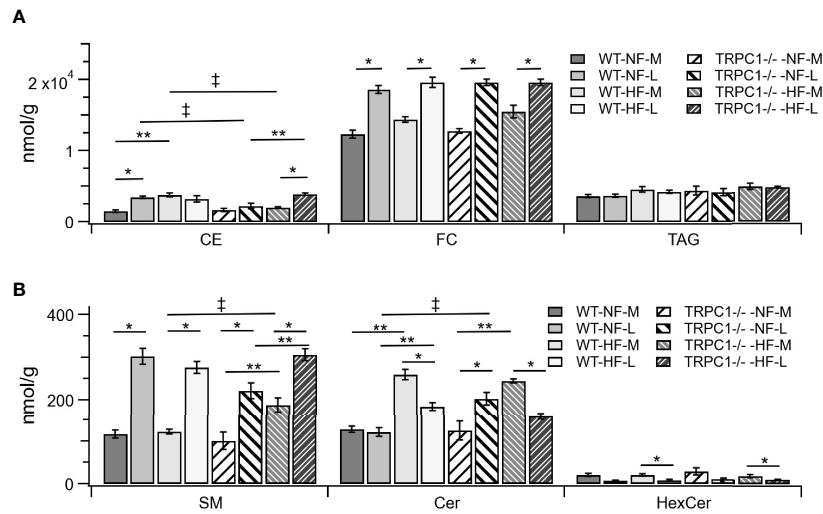 A
nmol/g
2 x10⁴
1
0
‡
‡
**
*
**
*
*
*
*
*
WT-NF-M
WT-NF-L
WT-HF-M
WT-HF-L
TRPC1-/- -NF-M
TRPC1-/- -NF-L
TRPC1-/- -HF-M
TRPC1-/- -HF-L
CE
FC
TAG
B
nmol/g
400
200
0
‡
*
*
*
*
**
**
‡
**
**
**
*
*
*
*
*
WT-NF-M
WT-NF-L
WT-HF-M
WT-HF-L
TRPC1-/- -NF-M
TRPC1-/- -NF-L
TRPC1-/- -HF-M
TRPC1-/- -HF-L
SM
Cer
HexCer